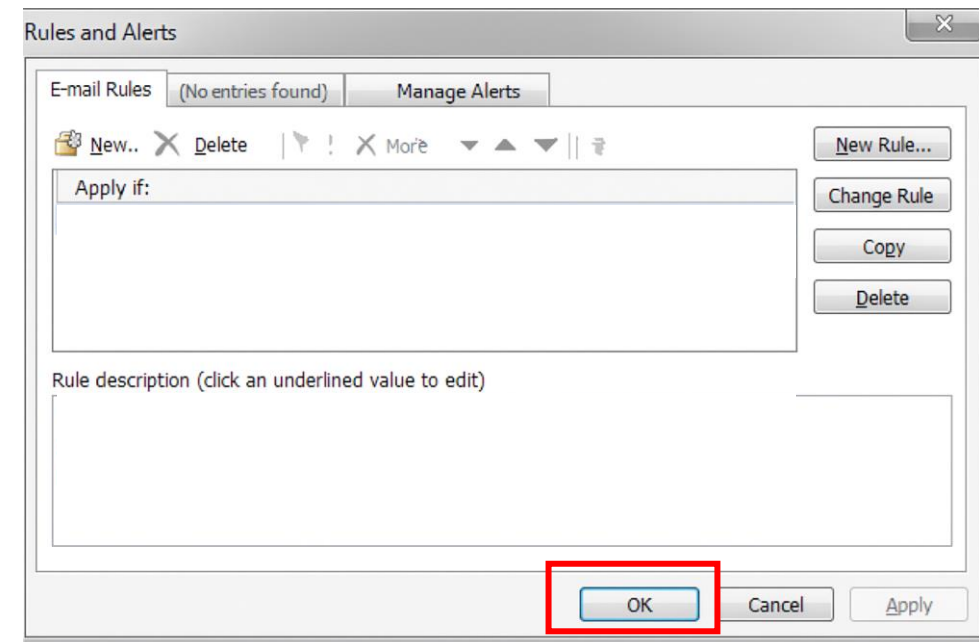 Rules and Alerts
E-mail Rules (No entries found) Manage Alerts
New.. Delete ! More
New Rule...
Apply if:
Change Rule
Copy
Delete
Rule description (click an underlined value to edit)
OK Cancel Apply